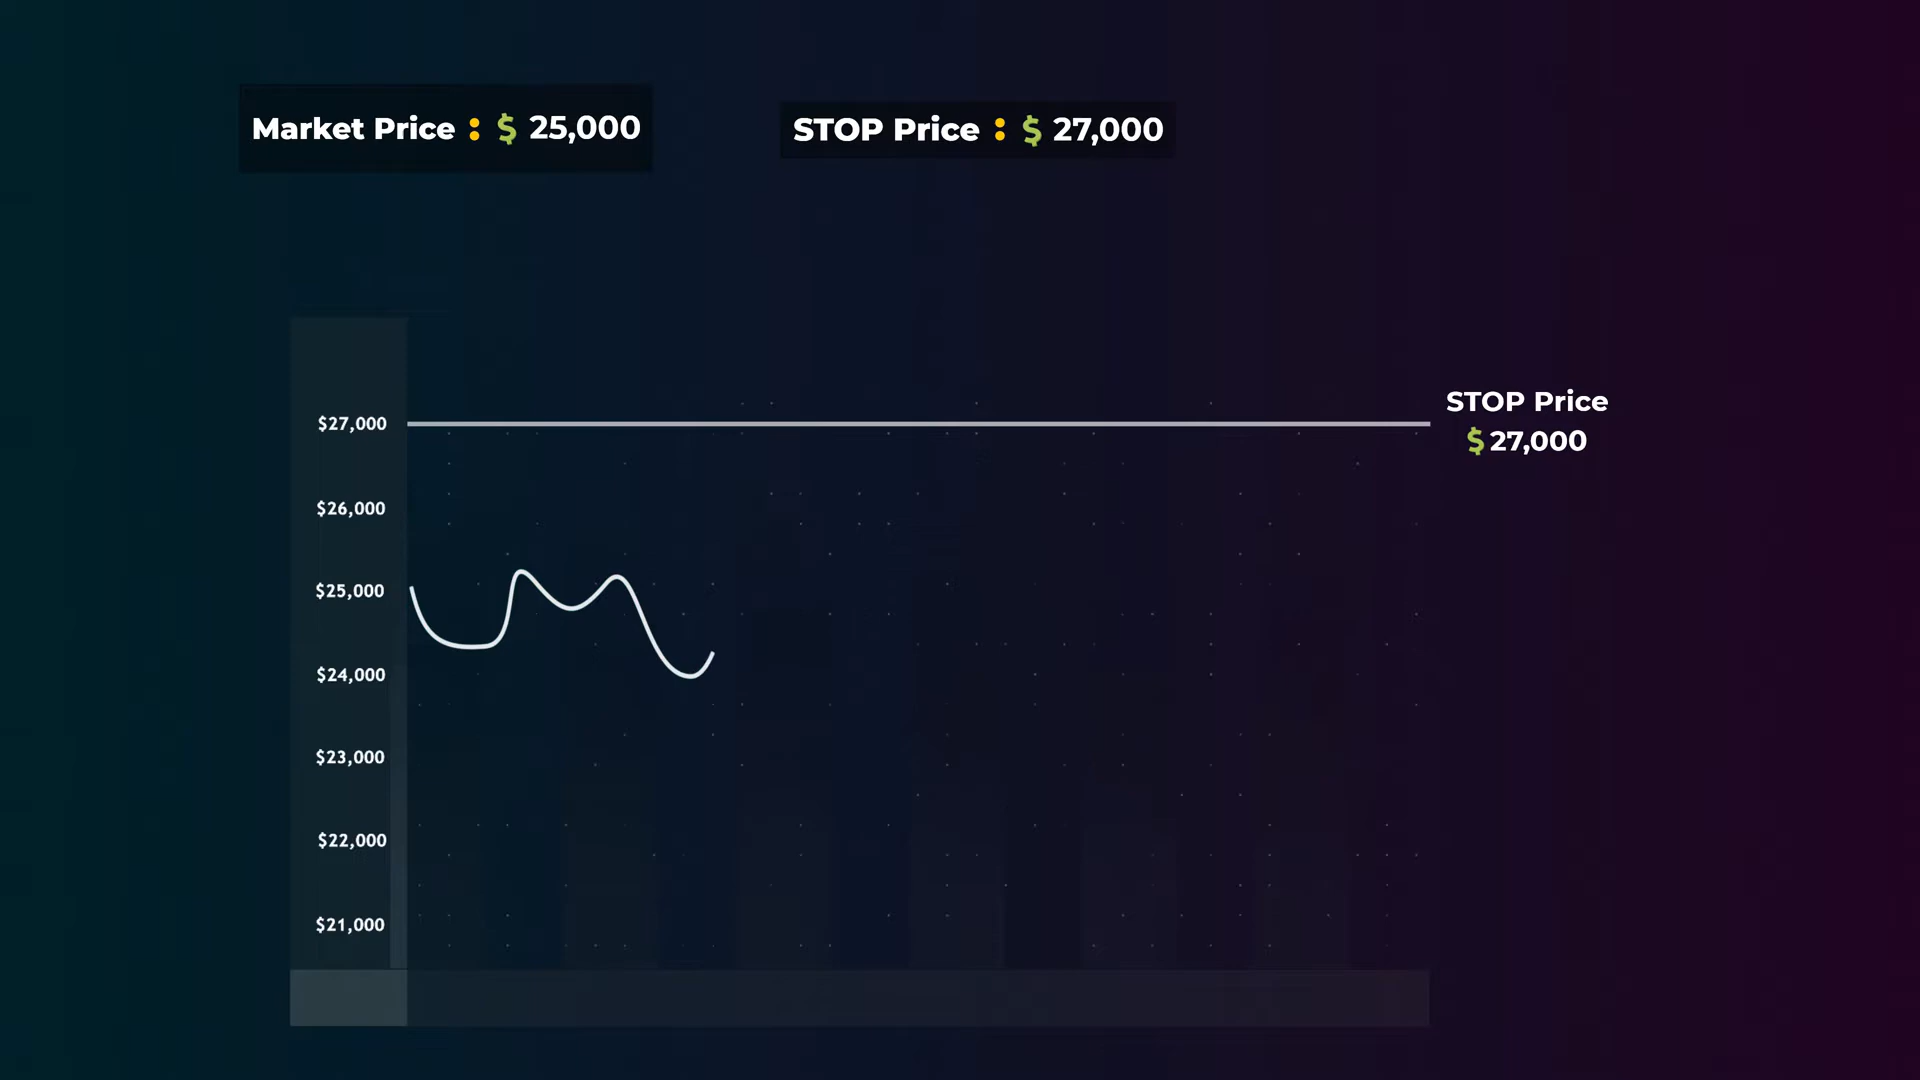 Market Price : $ 25,000
STOP Price : $ 27,000
STOP Price
$ 27,000
$27,000
$26,000
$25,000
$24,000
$23,000
$22,000
$21,000